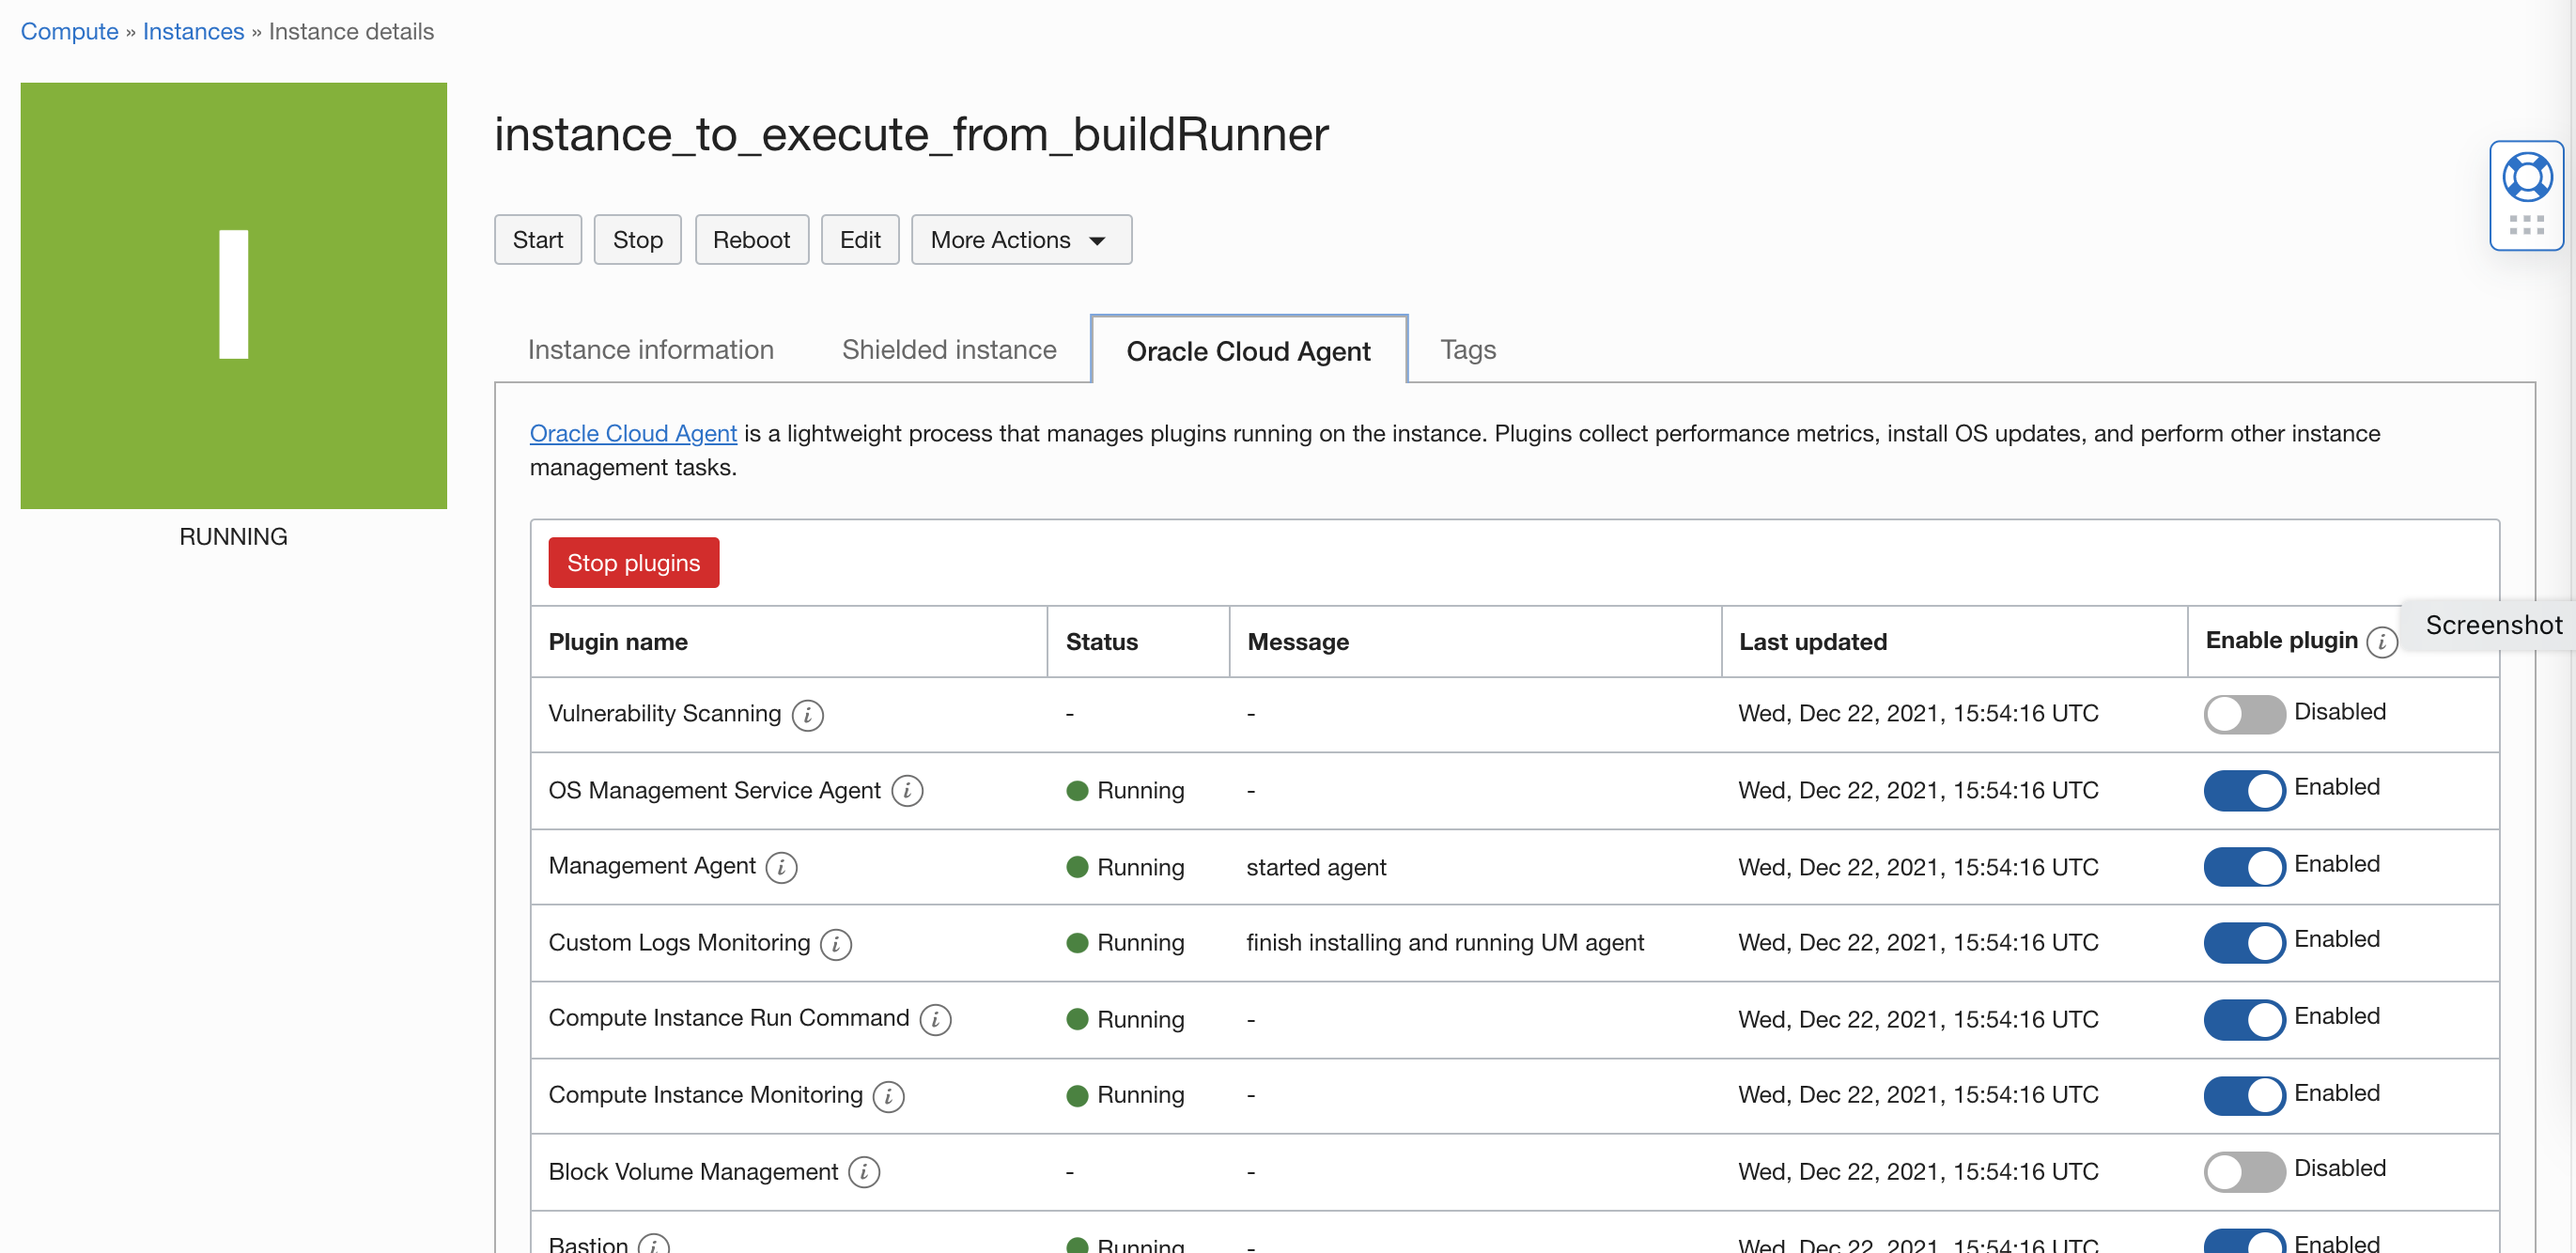 Compute » Instances » Instance details
I
RUNNING
instance_to_execute_from_buildRunner
Start Stop Reboot Edit More Actions
Instance information Shielded instance Oracle Cloud Agent Tags
Oracle Cloud Agent is a lightweight process that manages plugins running on the instance. Plugins collect performance metrics, install OS updates, and perform other instance
management tasks.
Stop plugins
Plugin name Status Message Last updated Enable plugin i Screenshot
Vulnerability Scanning i - - Wed, Dec 22, 2021, 15:54:16 UTC Disabled
OS Management Service Agent i Running - Wed, Dec 22, 2021, 15:54:16 UTC Enabled
Management Agent i Running started agent Wed, Dec 22, 2021, 15:54:16 UTC Enabled
Custom Logs Monitoring i Running finish installing and running UM agent Wed, Dec 22, 2021, 15:54:16 UTC Enabled
Compute Instance Run Command i Running - Wed, Dec 22, 2021, 15:54:16 UTC Enabled
Compute Instance Monitoring i Running - Wed, Dec 22, 2021, 15:54:16 UTC Enabled
Block Volume Management i - - Wed, Dec 22, 2021, 15:54:16 UTC Disabled
Bastion i Running - Wed, Dec 22, 2021, 15:54:16 UTC Enabled